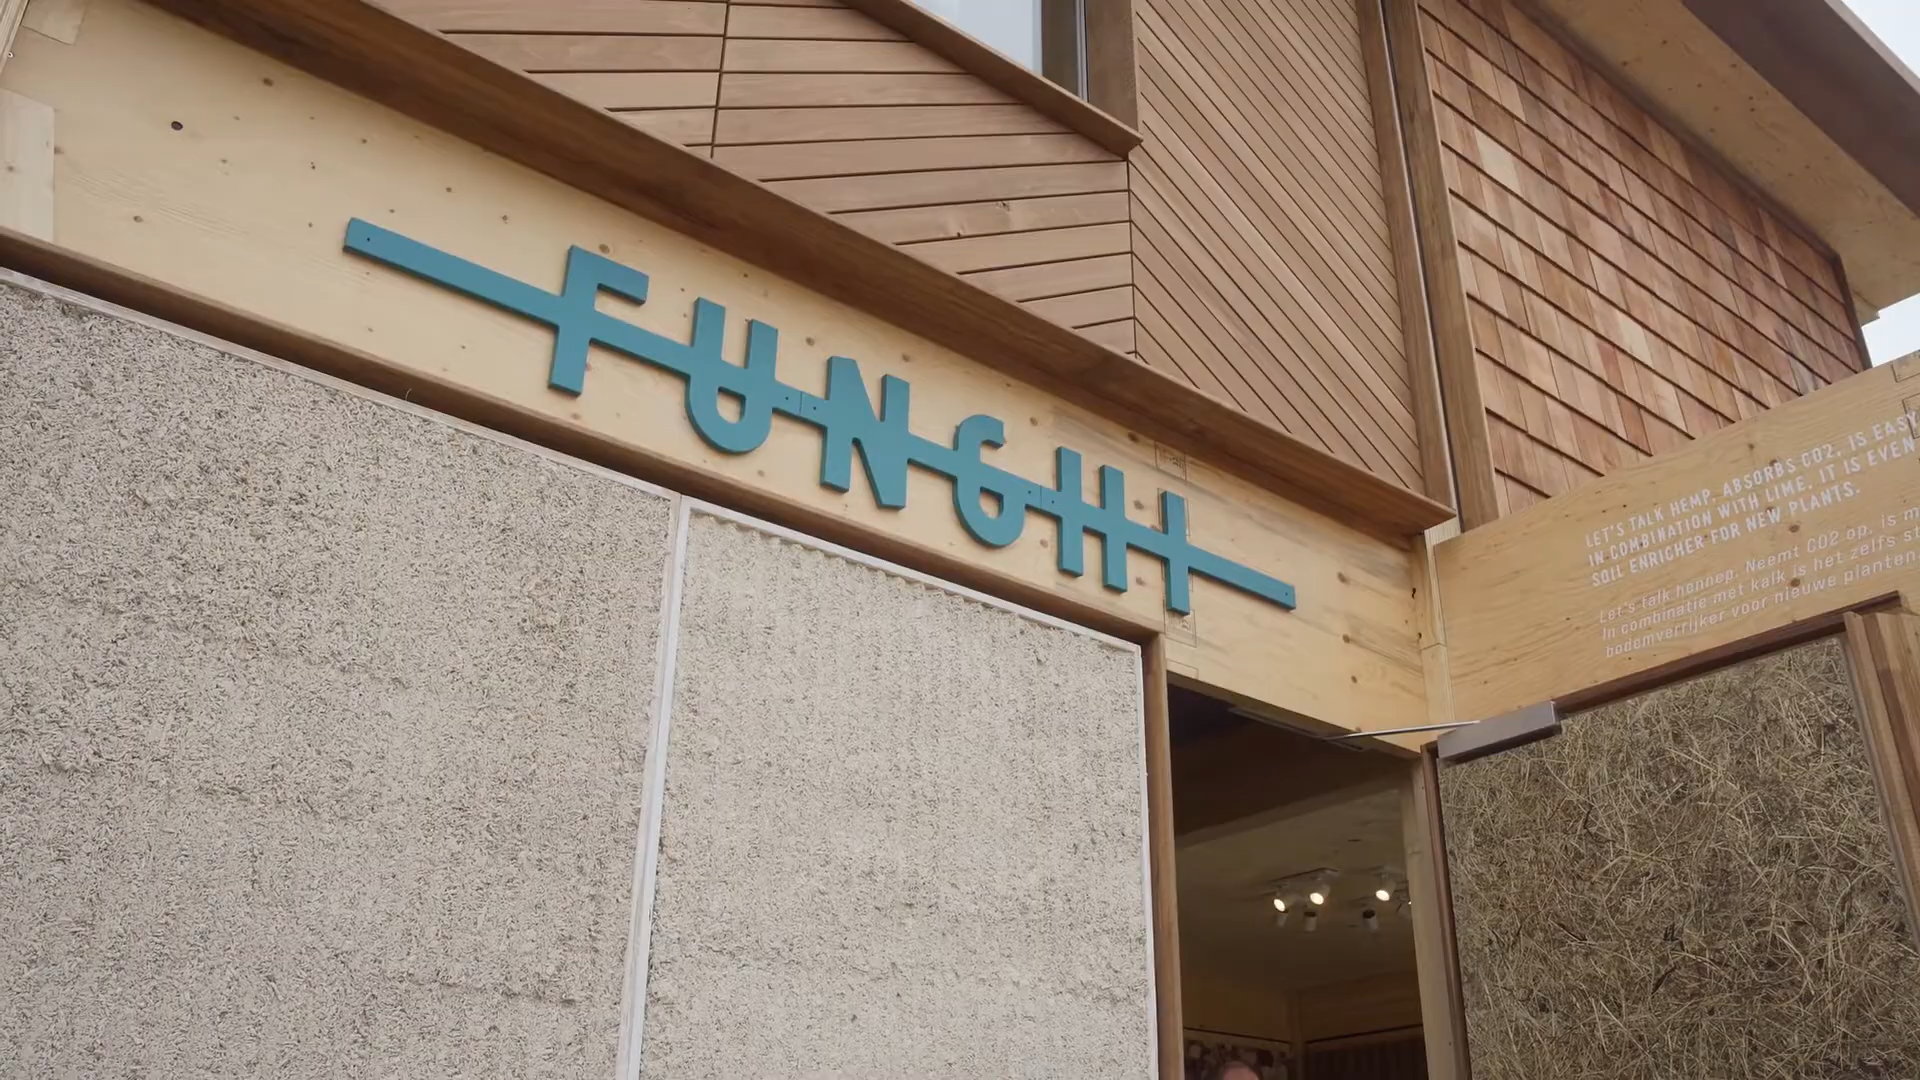 FUNGHI
LET'S TALK HEMP. ABSORBS CO2, IS EASY
IN COMBINATION WITH LIME, IT IS EVEN
SOIL ENRICHER FOR NEW PLANTS.
Let's talk hennep. Neemt CO2 op, is
In combinatie met kalk is het zelfs
bodemverrijker voor nieuwe planten.